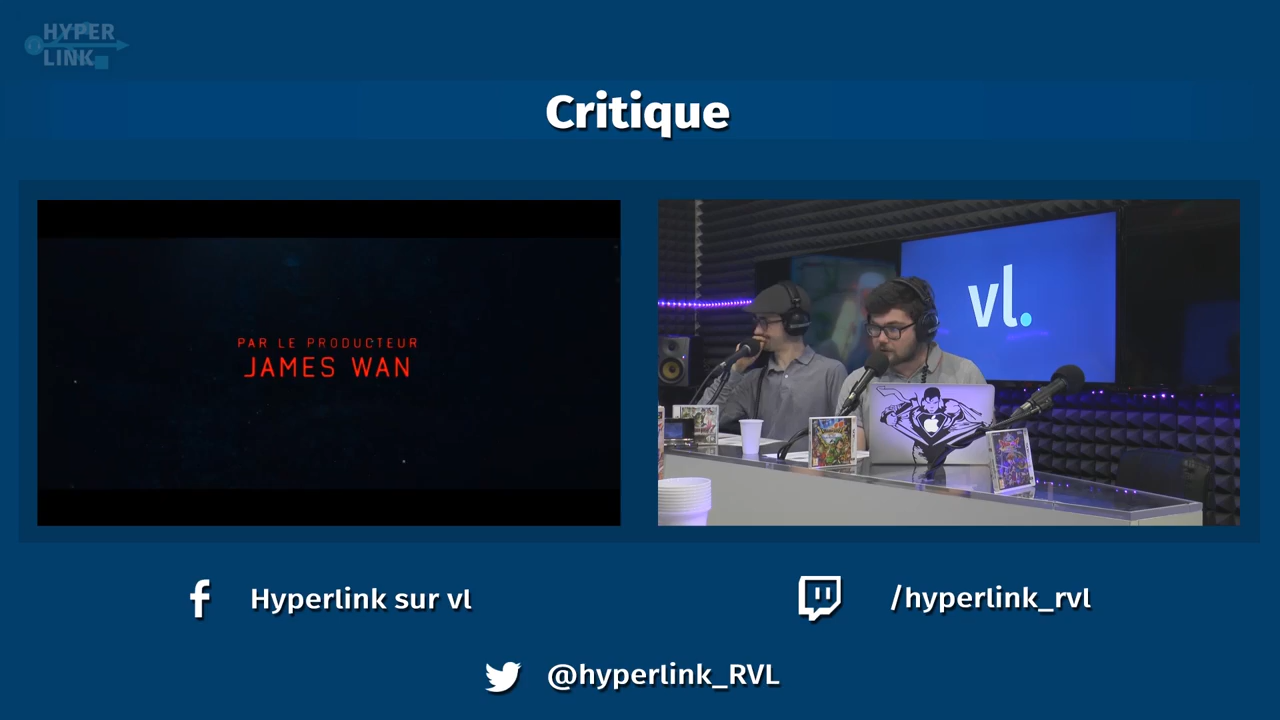 HYPER
LINK
Critique
PAR LE PRODUCTEUR
JAMES WAN
vl.
Hyperlink sur vl
/hyperlink_rvl
@hyperlink_RVL